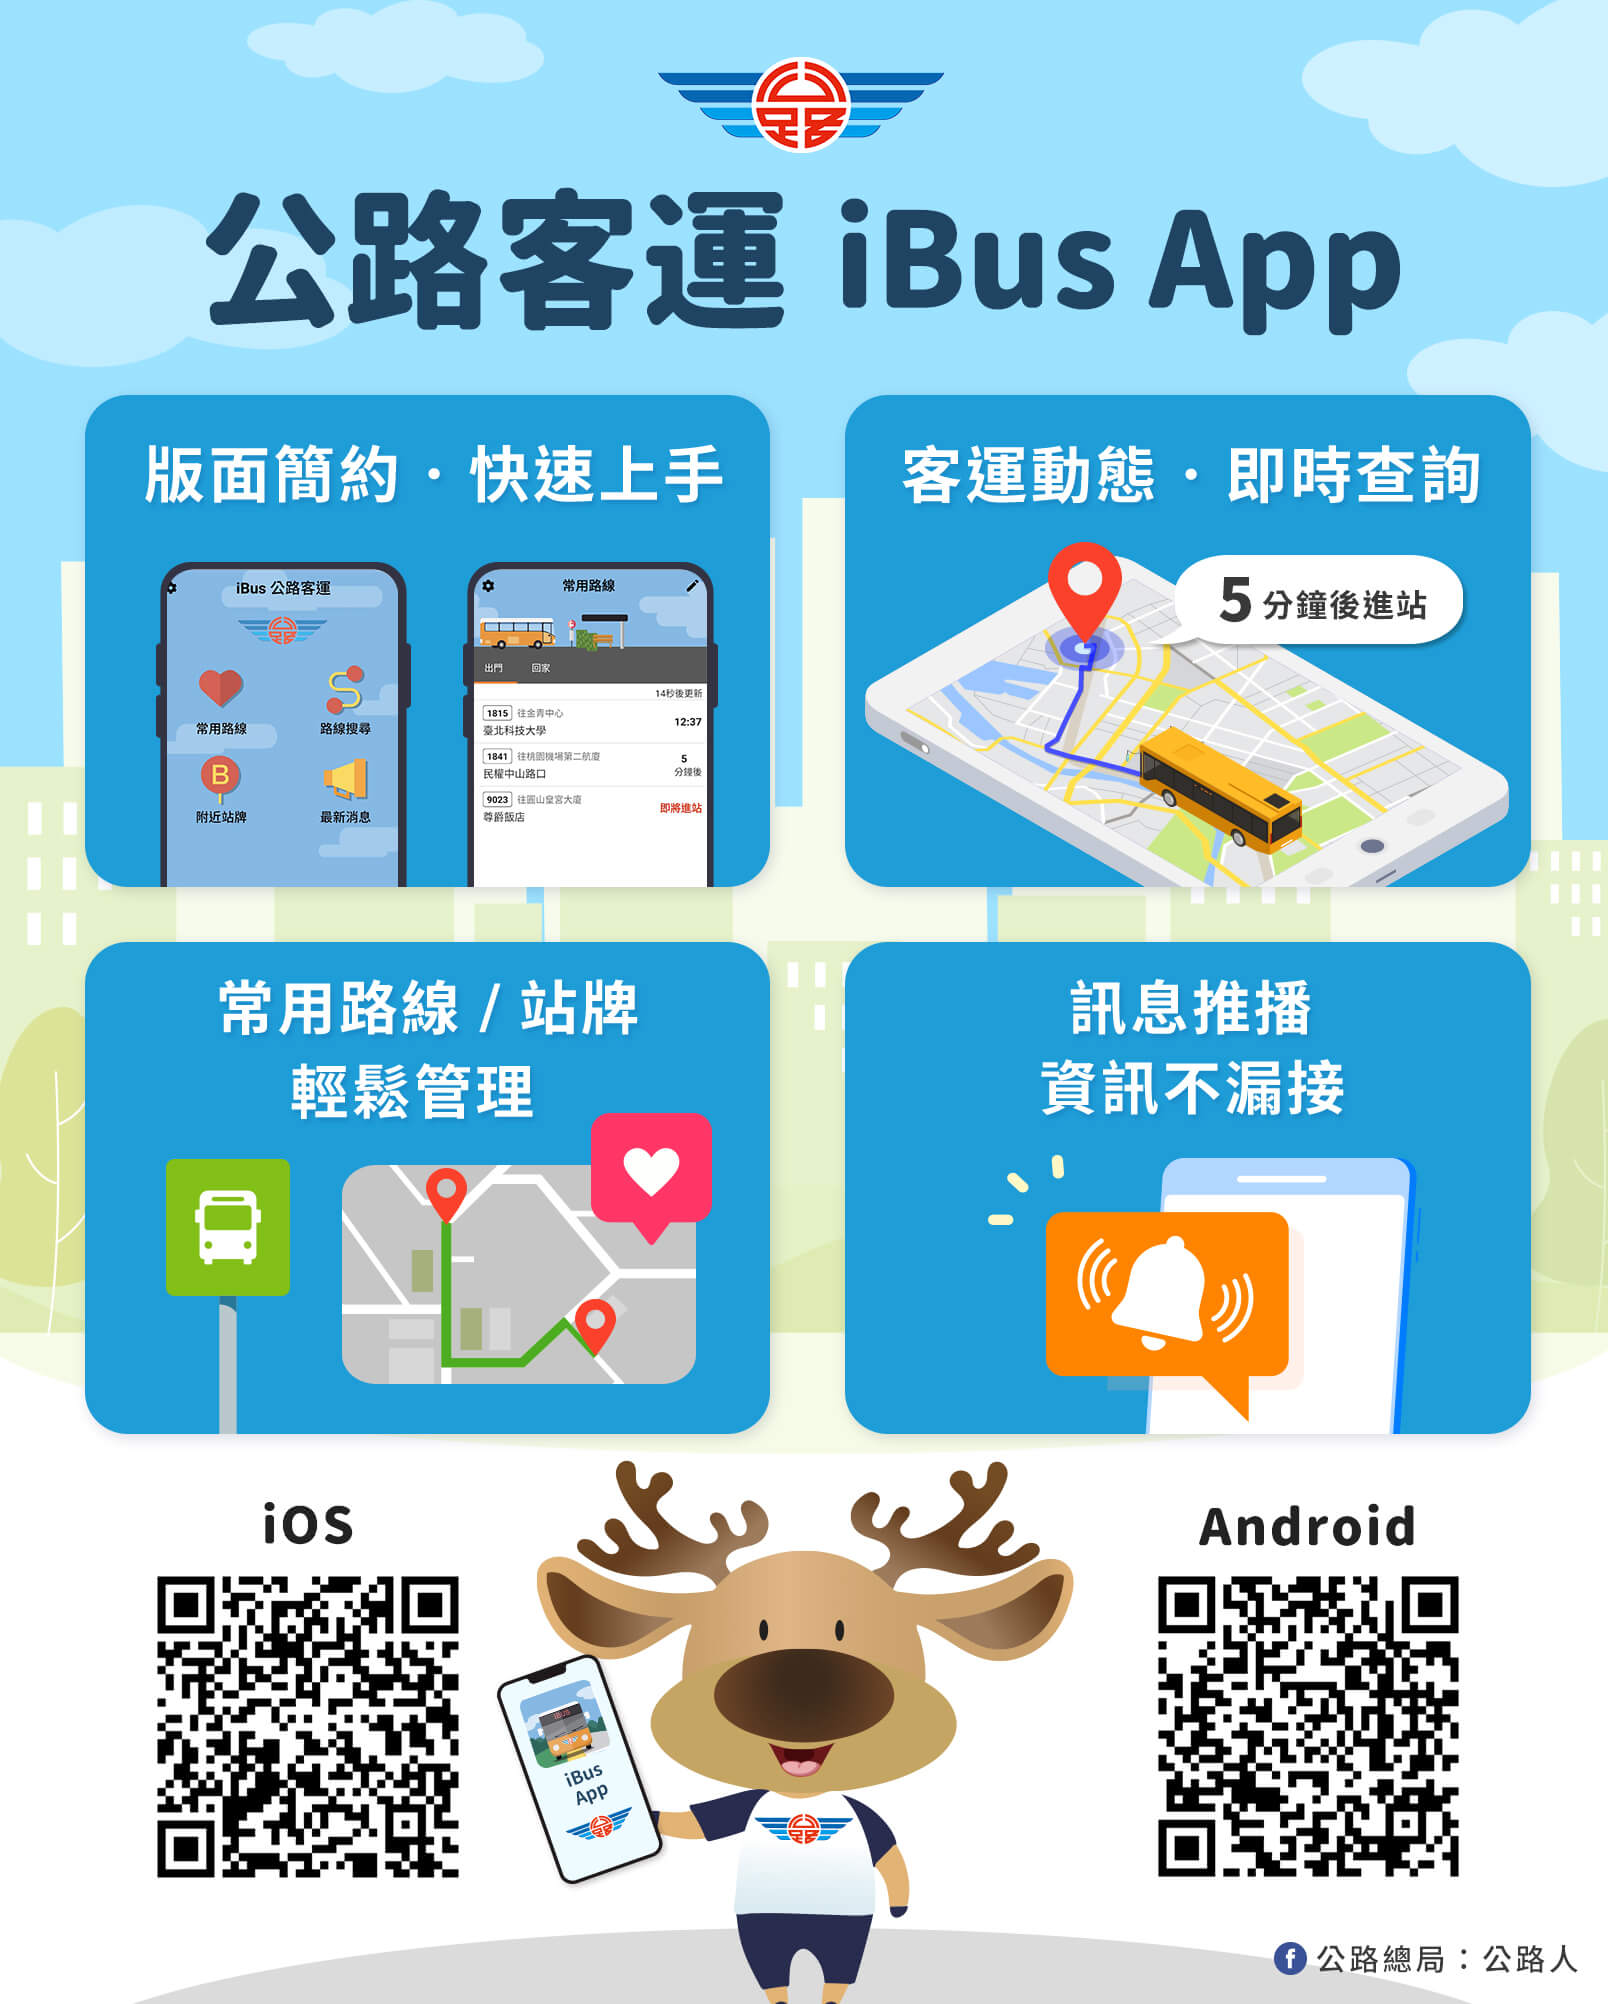 公路客運 iBus App
版面簡約・快速上手
iBus 公路客運
常用路線
路線搜尋
B
附近站牌
最新消息
常用路線
出門
回家
14秒後更新
1815 往金青中心
臺北科技大學
12:37
1841 往桃園機場第二航廈
民權中山路口
5
分鐘後
9023 往圓山皇宮大廈
尊爵飯店
即將進站
客運動態・即時查詢
5 分鐘後進站
常用路線 / 站牌
輕鬆管理
訊息推播
資訊不漏接
iOS
Android
iBUS
iBus
App
公路總局：公路人